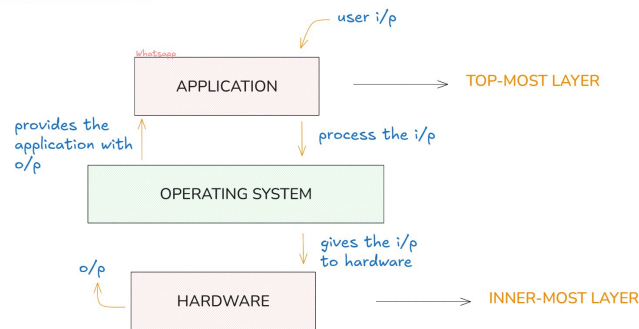 user i/p
Whatsapp
APPLICATION
TOP-MOST LAYER
provides the
application with
o/p
process the i/p
OPERATING SYSTEM
gives the i/p
to hardware
o/p
HARDWARE
INNER-MOST LAYER